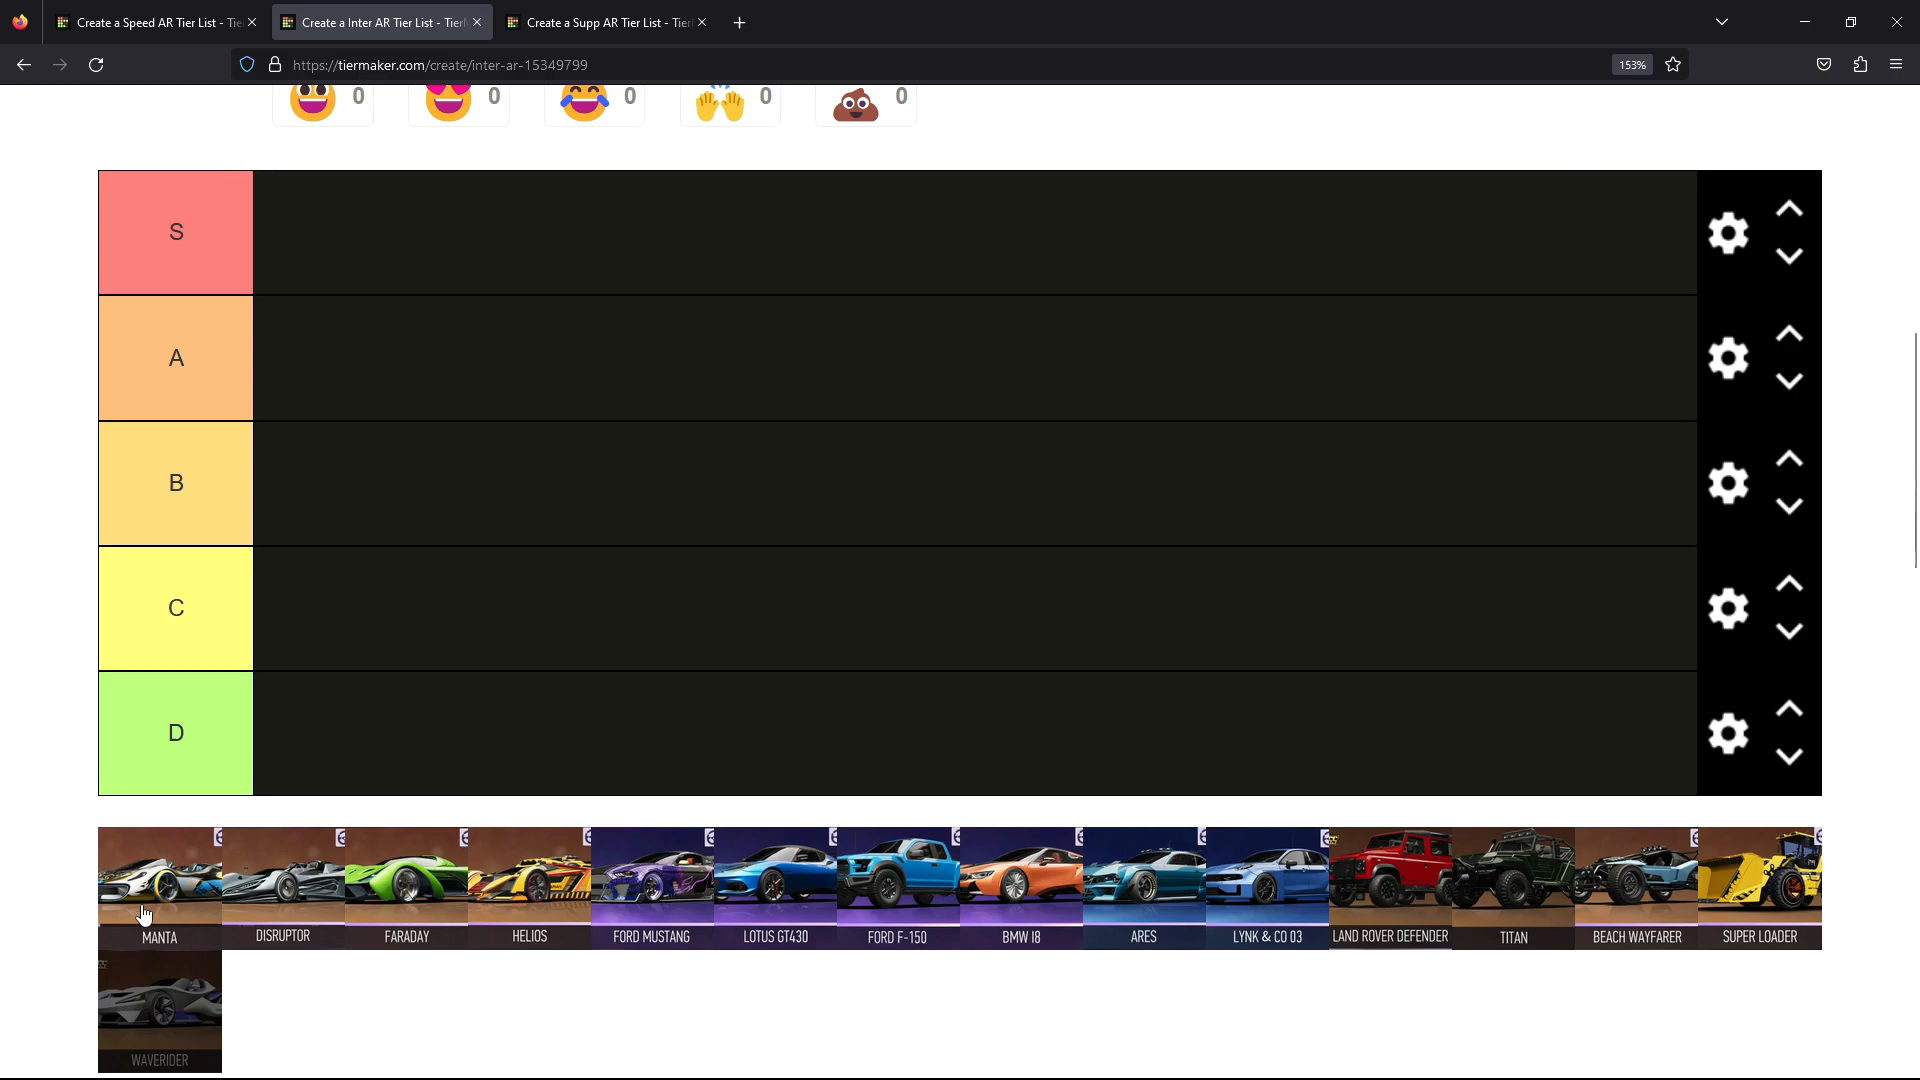 Create a Speed AR Tier List - Tie
Create a Inter AR Tier List - Tier
Create a Supp AR Tier List - Tier
https://tiermaker.com/create/inter-ar-15349799
153%
0
0
0
0
0
S
A
B
C
D
MANTA
DISRUPTOR
FARADAY
HELIOS
FORD MUSTANG
LOTUS GT430
FORD F-150
BMW I8
ARES
LYNK & CO 03
LAND ROVER DEFENDER
TITAN
BEACH WAYFARER
SUPER LOADER
WAVERIDER